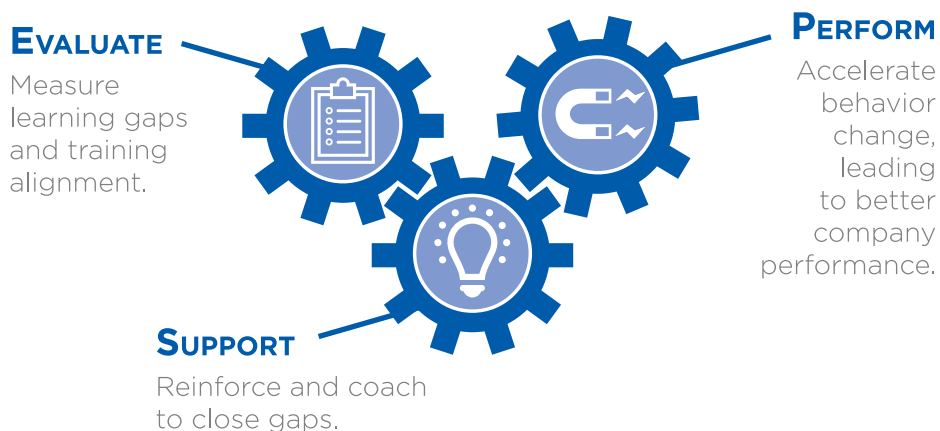 EVALUATE
Measure
learning gaps
and training
alignment.
PERFORM
Accelerate
behavior
change,
leading
to better
company
performance.
SUPPORT
Reinforce and coach
to close gaps.